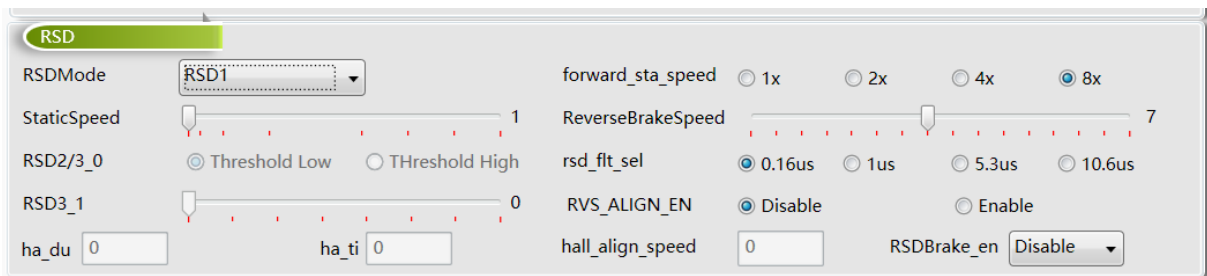 RSD
RSDMode RSD1 forward_sta_speed 1x 2x 4x 8x
StaticSpeed 1 ReverseBrakeSpeed 7
RSD2/3_0 Threshold Low THreshold High rsd_flt_sel 0.16us 1us 5.3us 10.6us
RSD3_1 0 RVS_ALIGN_EN Disable Enable
ha_du 0 ha_ti 0 hall_align_speed 0 RSDBrake_en Disable